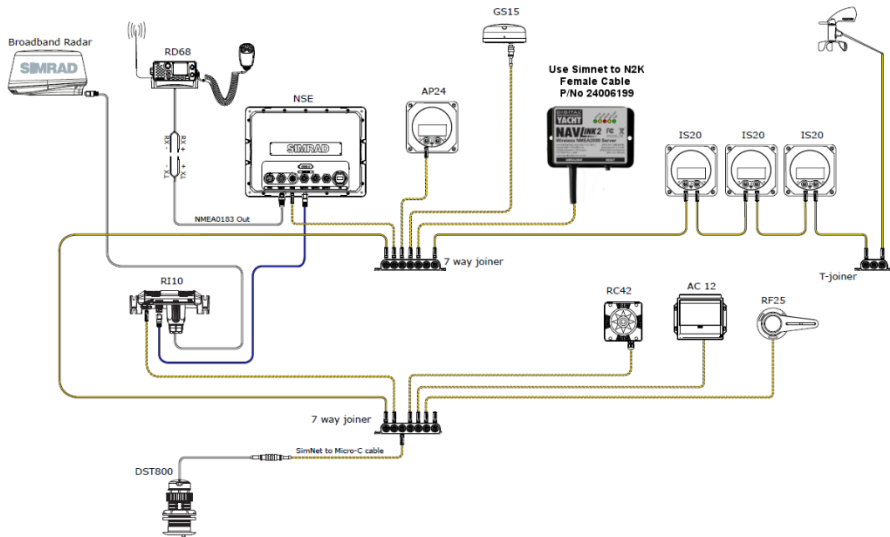 GS15
Broadband Radar
RD68
SIMRAD
Use Simnet to N2K
Female Cable
P/No 24006199
NSE
AP24
DIGITAL
YACHT
NAVLINK2
Wireless NMEA2000 Server
FC
IS20
IS20
IS20
SIMRAD
RX -
RX +
TX -
TX +
NMEA0183 Out
7 way joiner
T-joiner
RI10
RC42
AC 12
RF25
7 way joiner
SimNet to Micro-C cable
DST800